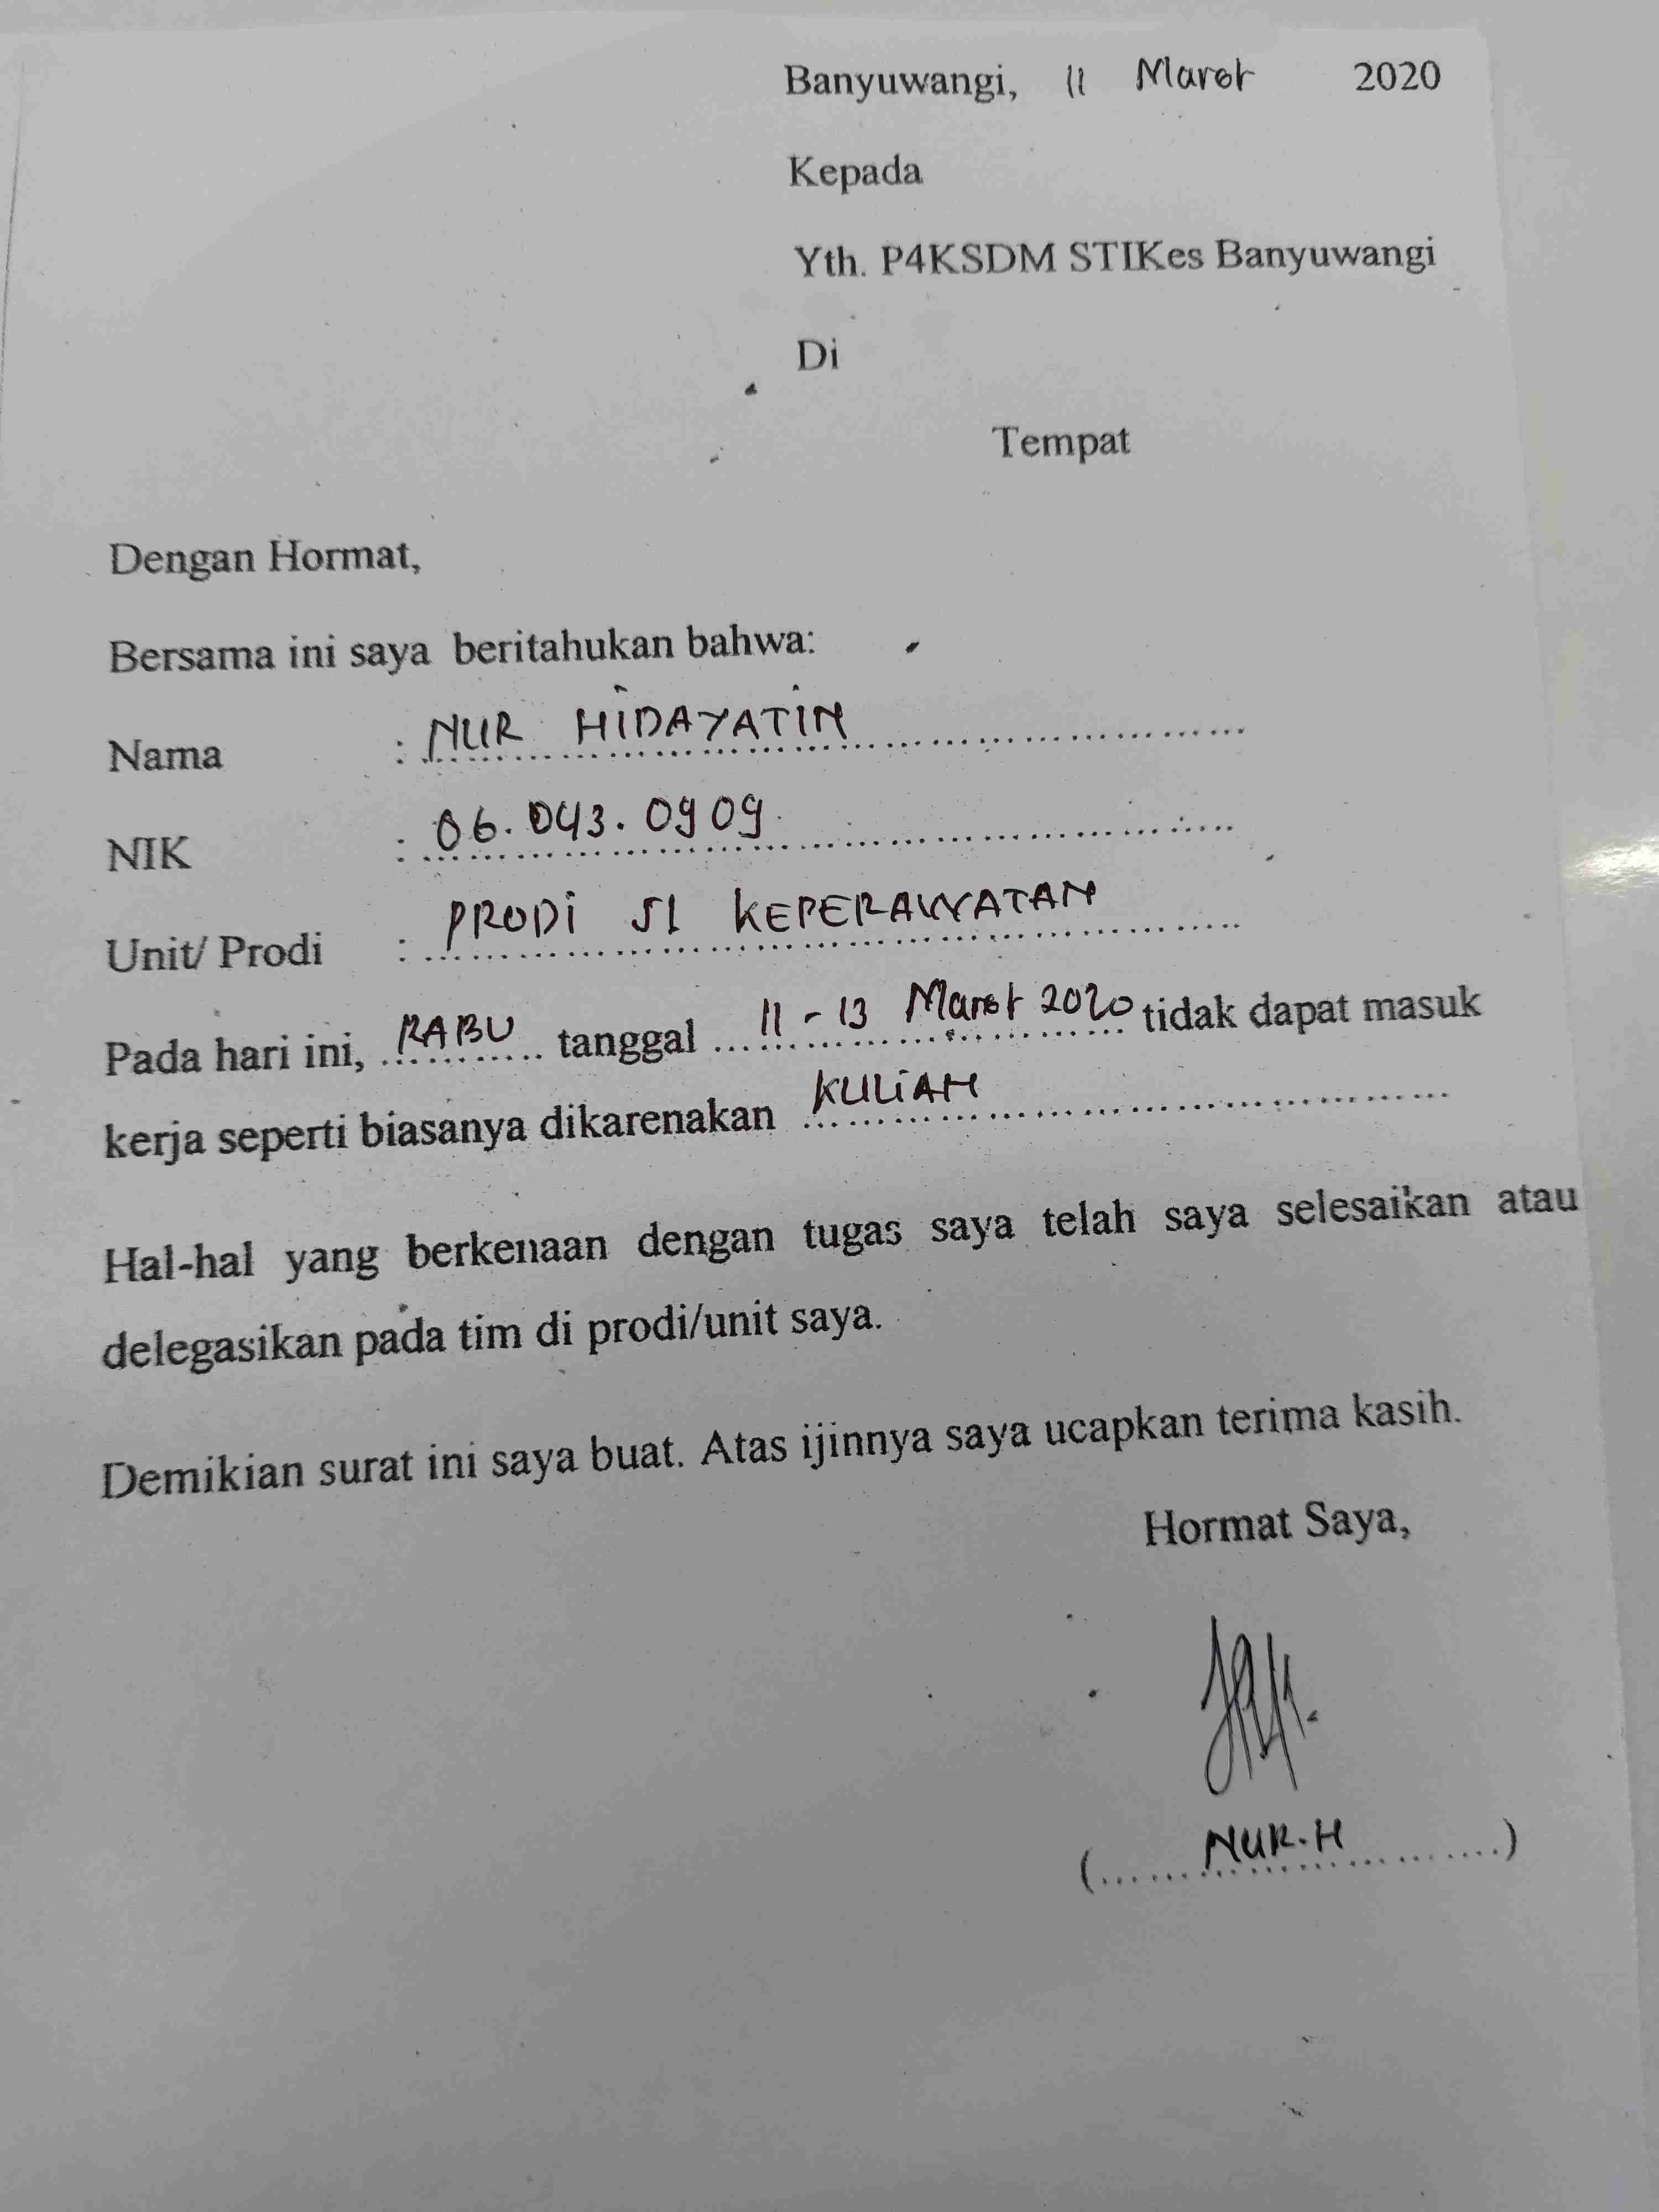 Banyuwangi, 11 Maret 2020
Kepada
Yth. P4KSDM STIKes Banyuwangi
Di
Tempat
Dengan Hormat,
Bersama ini saya beritahukan bahwa:
Nama : NUR HIDAYATIN
NIK : 06.043.0909
Unit/ Prodi : PRODI S1 KEPERAWATAN
Pada hari ini, RABU tanggal 11 - 13 Maret 2020 tidak dapat masuk
kerja seperti biasanya dikarenakan KULIAH
Hal-hal yang berkenaan dengan tugas saya telah saya selesaikan atau
delegasikan pada tim di prodi/unit saya.
Demikian surat ini saya buat. Atas ijinnya saya ucapkan terima kasih.
Hormat Saya,
(NUR.H)